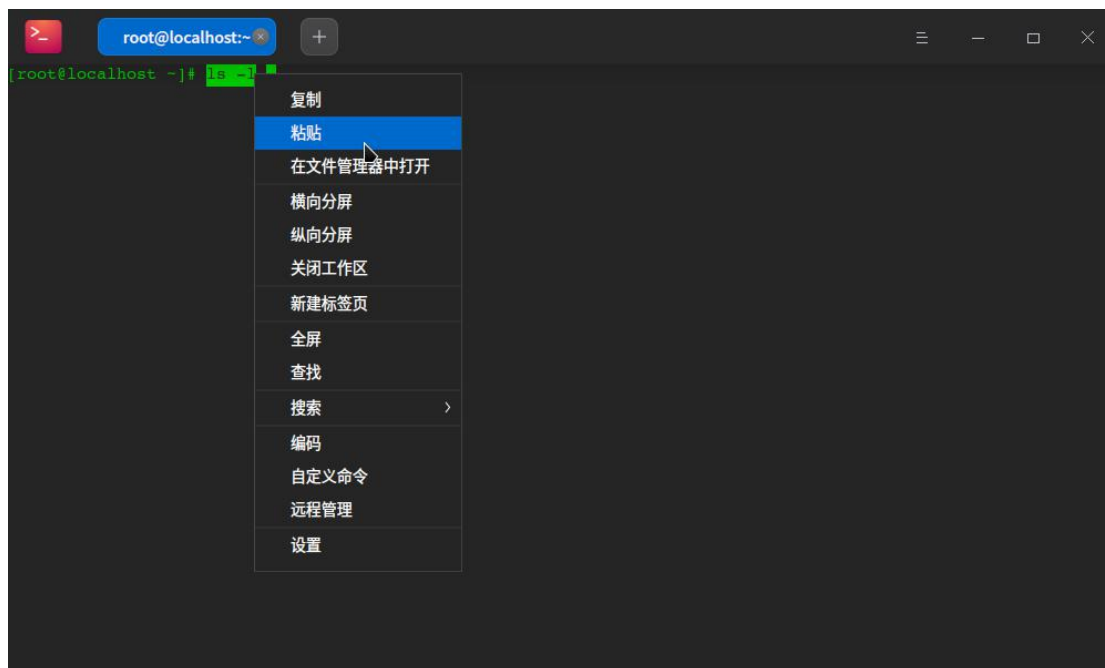 >_ root@localhost:~
[root@localhost ~]# ls -l
复制
粘贴
在文件管理器中打开
横向分屏
纵向分屏
关闭工作区
新建标签页
全屏
查找
搜索
编码
自定义命令
远程管理
设置